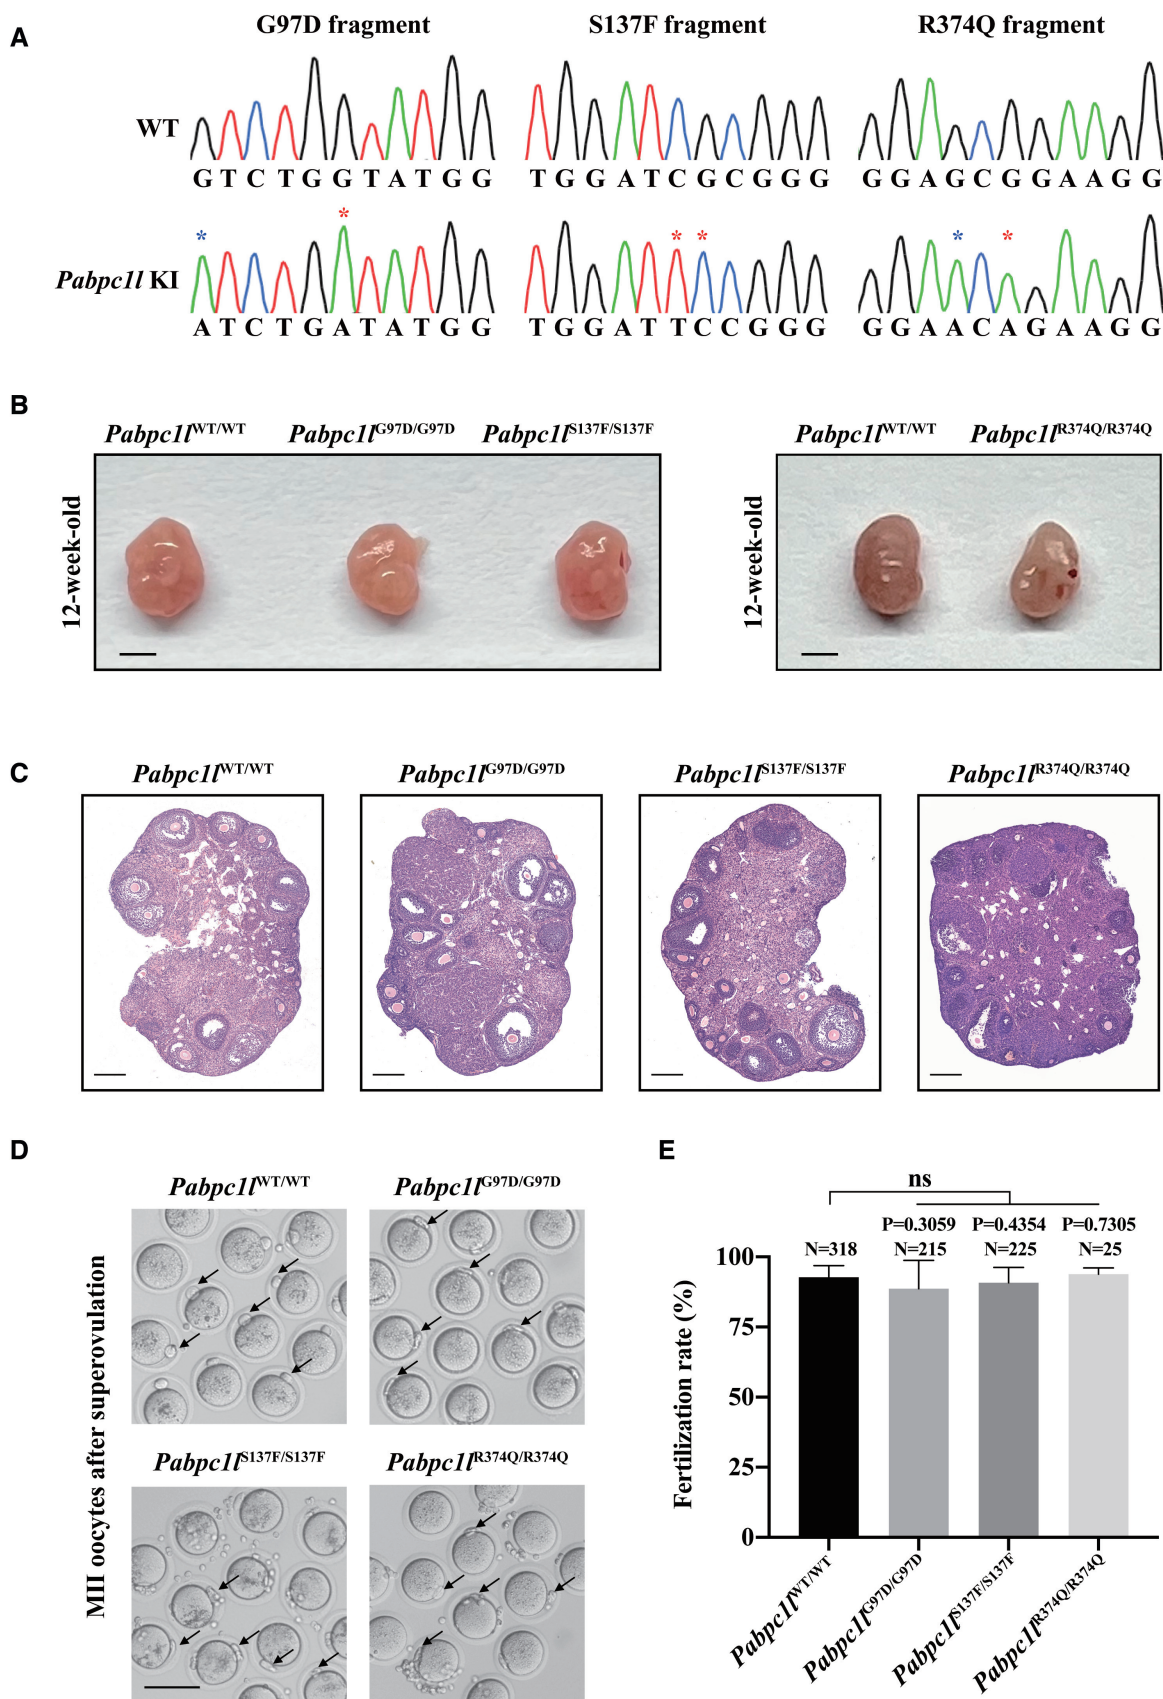 A
G97D fragment
S137F fragment
R374Q fragment
WT
G T C T G G T A T G G
T G G A T C G C G G G
G G A G C G G A A G G
* *
* *
* *
Pabpc1l KI
A T C T G A T A T G G
T G G A T T C C G G G
G G A A C A G A A G G
B
Pabpc1l WT/WT
Pabpc1l G97D/G97D
Pabpc1l S137F/S137F
Pabpc1l WT/WT
Pabpc1l R374Q/R374Q
12-week-old
12-week-old
C
Pabpc1l WT/WT
Pabpc1l G97D/G97D
Pabpc1l S137F/S137F
Pabpc1l R374Q/R374Q
D
Pabpc1l WT/WT
Pabpc1l G97D/G97D
Pabpc1l S137F/S137F
Pabpc1l R374Q/R374Q
MII oocytes after superovulation
E
ns
P=0.3059
P=0.4354
P=0.7305
N=318
N=215
N=225
N=25
Fertilization rate (%)
100
75
50
25
0
Pabpc1l WT/WT
Pabpc1l G97D/G97D
Pabpc1l S137F/S137F
Pabpc1l R374Q/R374Q